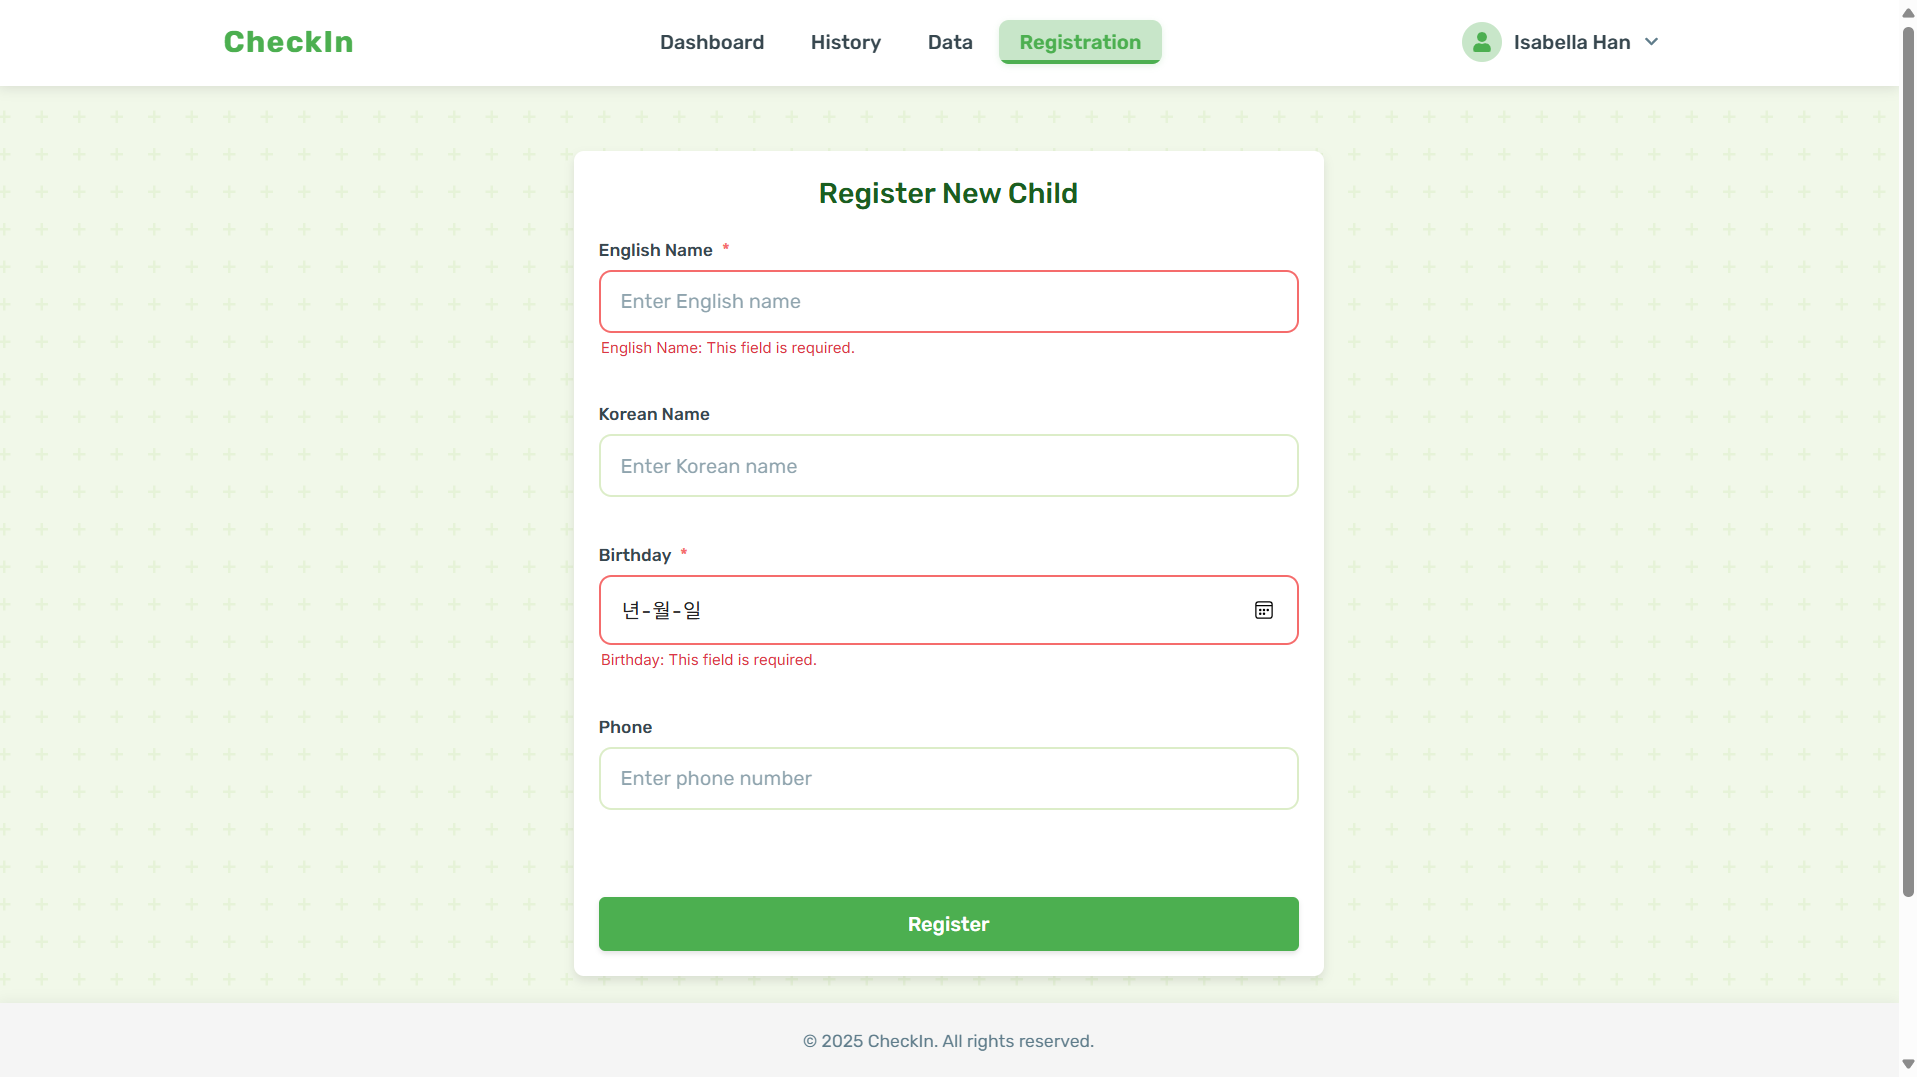 CheckIn
Dashboard
History
Data
Registration
Isabella Han
Register New Child
English Name *
Enter English name
English Name: This field is required.
Korean Name
Enter Korean name
Birthday *
년-월-일
Birthday: This field is required.
Phone
Enter phone number
Register
© 2025 CheckIn. All rights reserved.